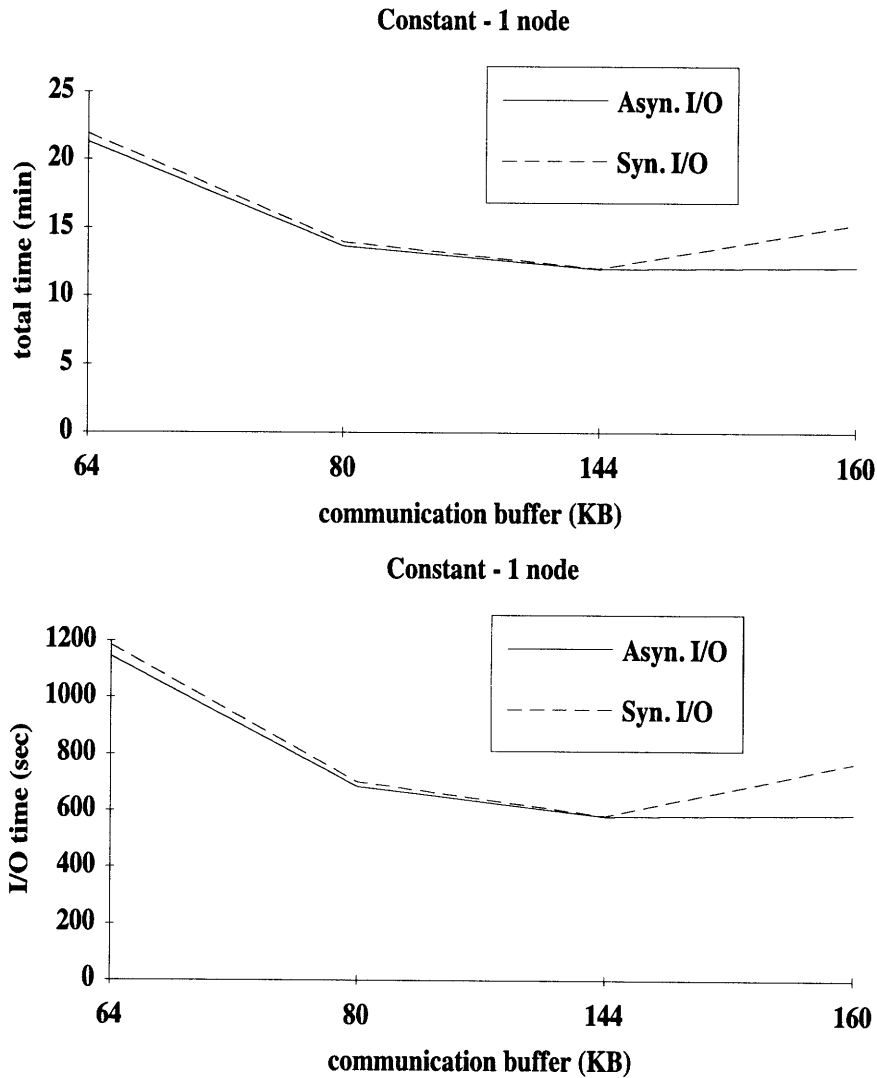 Constant - 1 node
Asyn. I/O
Syn. I/O
total time (min)
25
20
15
10
5
0
64 80 144 160
communication buffer (KB)
Constant - 1 node
Asyn. I/O
Syn. I/O
I/O time (sec)
1200
1000
800
600
400
200
0
64 80 144 160
communication buffer (KB)